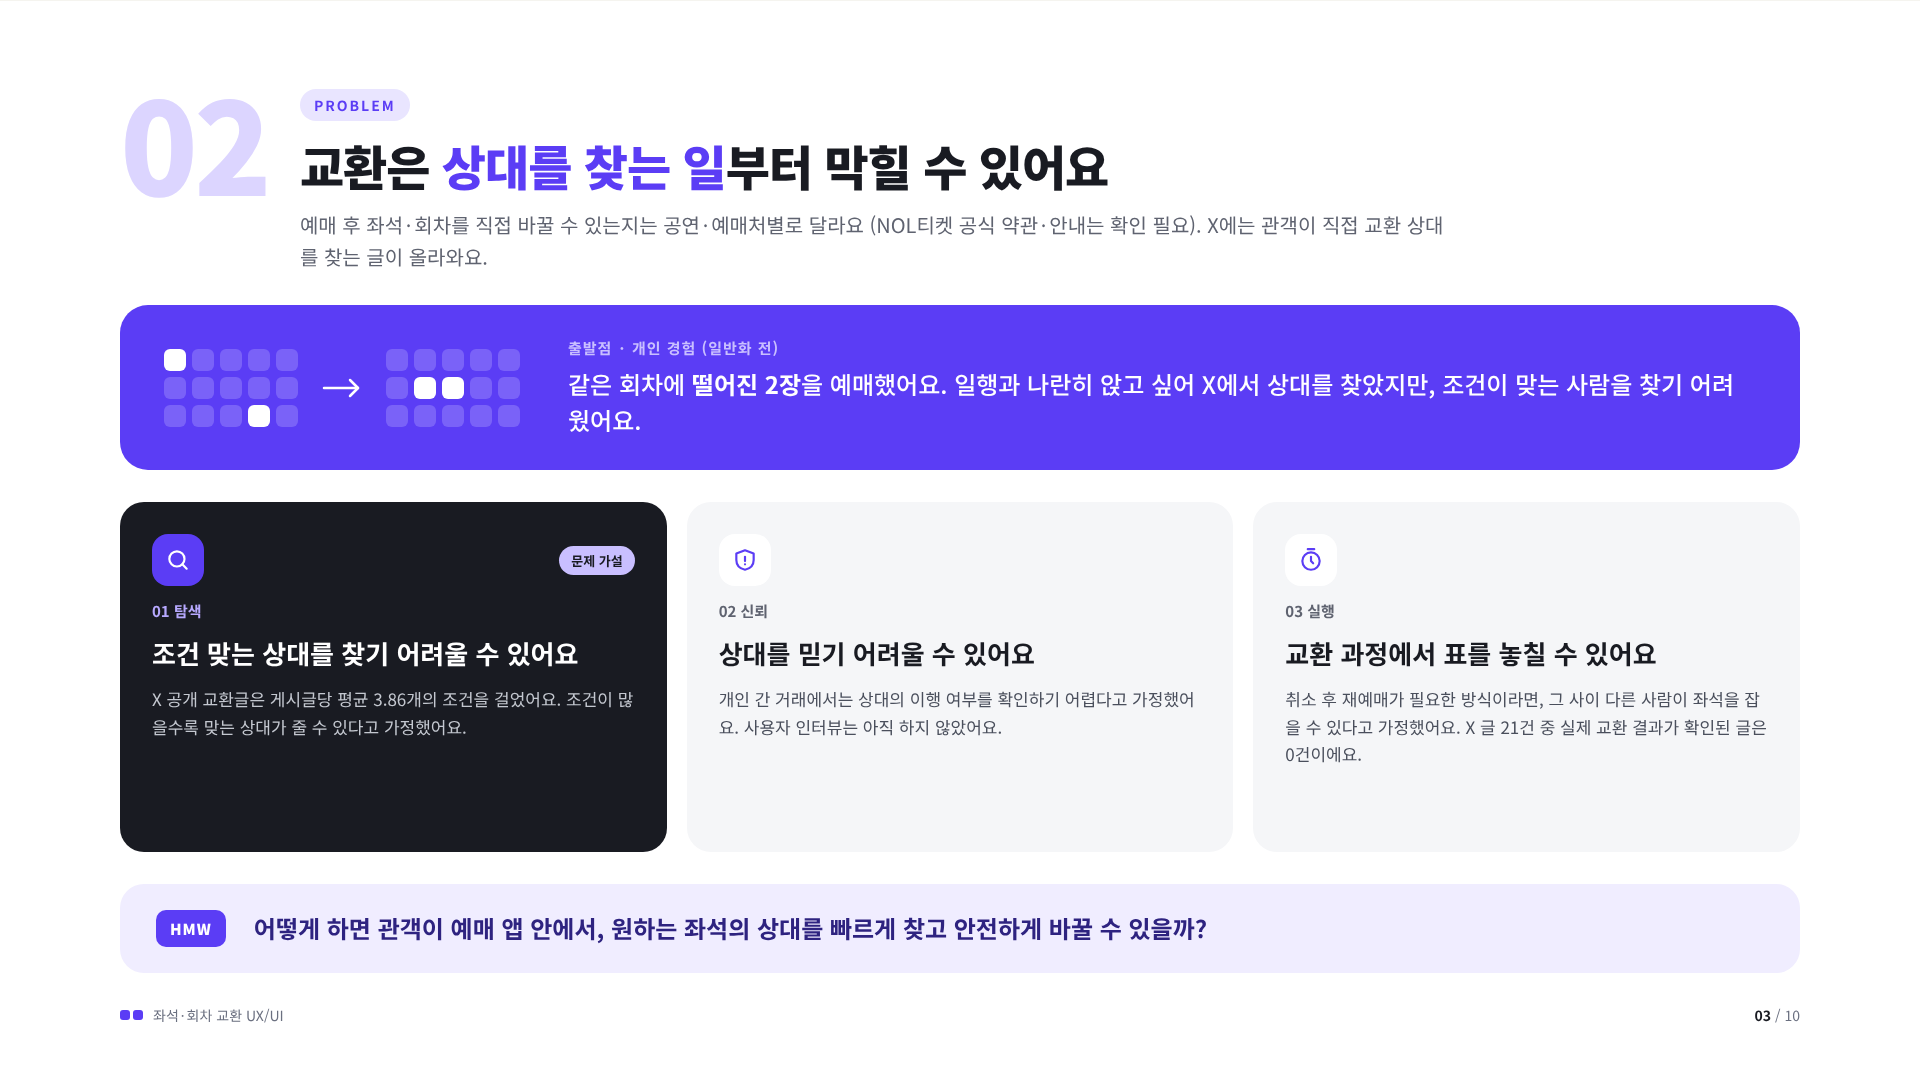 02
PROBLEM
교환은 상대를 찾는 일부터 막힐 수 있어요
예매 후 좌석·회차를 직접 바꿀 수 있는지는 공연·예매처별로 달라요 (NOL티켓 공식 약관·안내는 확인 필요). X에는 관객이 직접 교환 상대
를 찾는 글이 올라와요.
출발점 · 개인 경험 (일반화 전)
같은 회차에 떨어진 2장을 예매했어요. 일행과 나란히 앉고 싶어 X에서 상대를 찾았지만, 조건이 맞는 사람을 찾기 어려
웠어요.
문제 가설
01 탐색
조건 맞는 상대를 찾기 어려울 수 있어요
X 공개 교환글은 게시글당 평균 3.86개의 조건을 걸었어요. 조건이 많
을수록 맞는 상대가 줄 수 있다고 가정했어요.
02 신뢰
상대를 믿기 어려울 수 있어요
개인 간 거래에서는 상대의 이행 여부를 확인하기 어렵다고 가정했어
요. 사용자 인터뷰는 아직 하지 않았어요.
03 실행
교환 과정에서 표를 놓칠 수 있어요
취소 후 재예매가 필요한 방식이라면, 그 사이 다른 사람이 좌석을 잡
을 수 있다고 가정했어요. X 글 21건 중 실제 교환 결과가 확인된 글은
0건이에요.
HMW
어떻게 하면 관객이 예매 앱 안에서, 원하는 좌석의 상대를 빠르게 찾고 안전하게 바꿀 수 있을까?
좌석·회차 교환 UX/UI
03 / 10